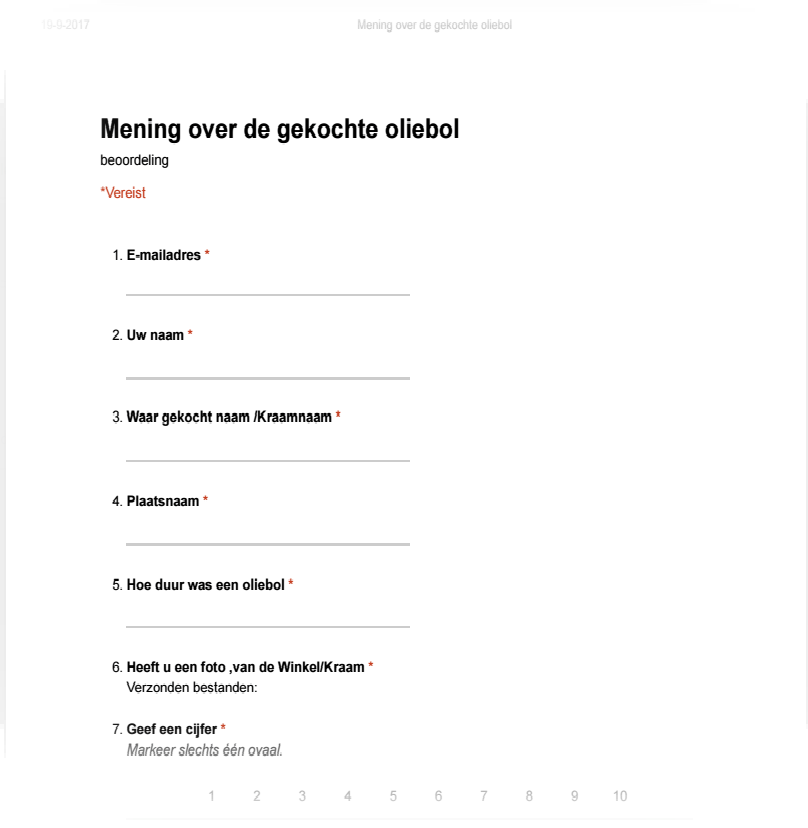 19-9-2017 Mening over de gekochte oliebol
Mening over de gekochte oliebol
beoordeling
*Vereist
1. E-mailadres *
2. Uw naam *
3. Waar gekocht naam /Kraamnaam *
4. Plaatsnaam *
5. Hoe duur was een oliebol *
6. Heeft u een foto ,van de Winkel/Kraam *
Verzonden bestanden:
7. Geef een cijfer *
Markeer slechts één ovaal.
1 2 3 4 5 6 7 8 9 10